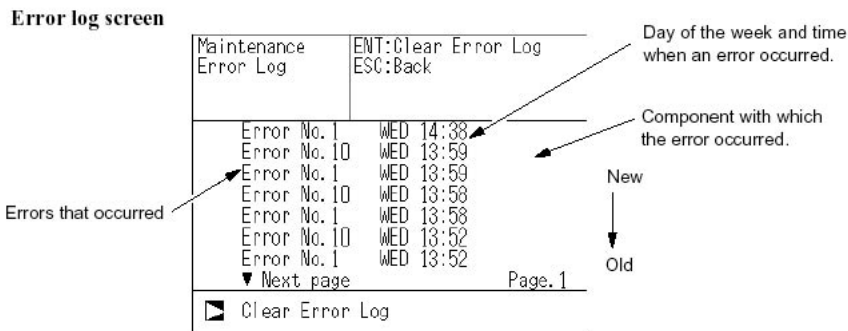 Error log screen
Maintenance
Error Log
ENT:Clear Error Log
ESC:Back
Day of the week and time
when an error occurred.
Component with which
the error occurred.
Error No. 1 WED 14:38
Error No. 10 WED 13:59
Error No. 1 WED 13:59
Error No. 10 WED 13:58
Error No. 1 WED 13:58
Error No. 10 WED 13:52
Error No. 1 WED 13:52
▼ Next page Page. 1
Clear Error Log
Errors that occurred
New
Old